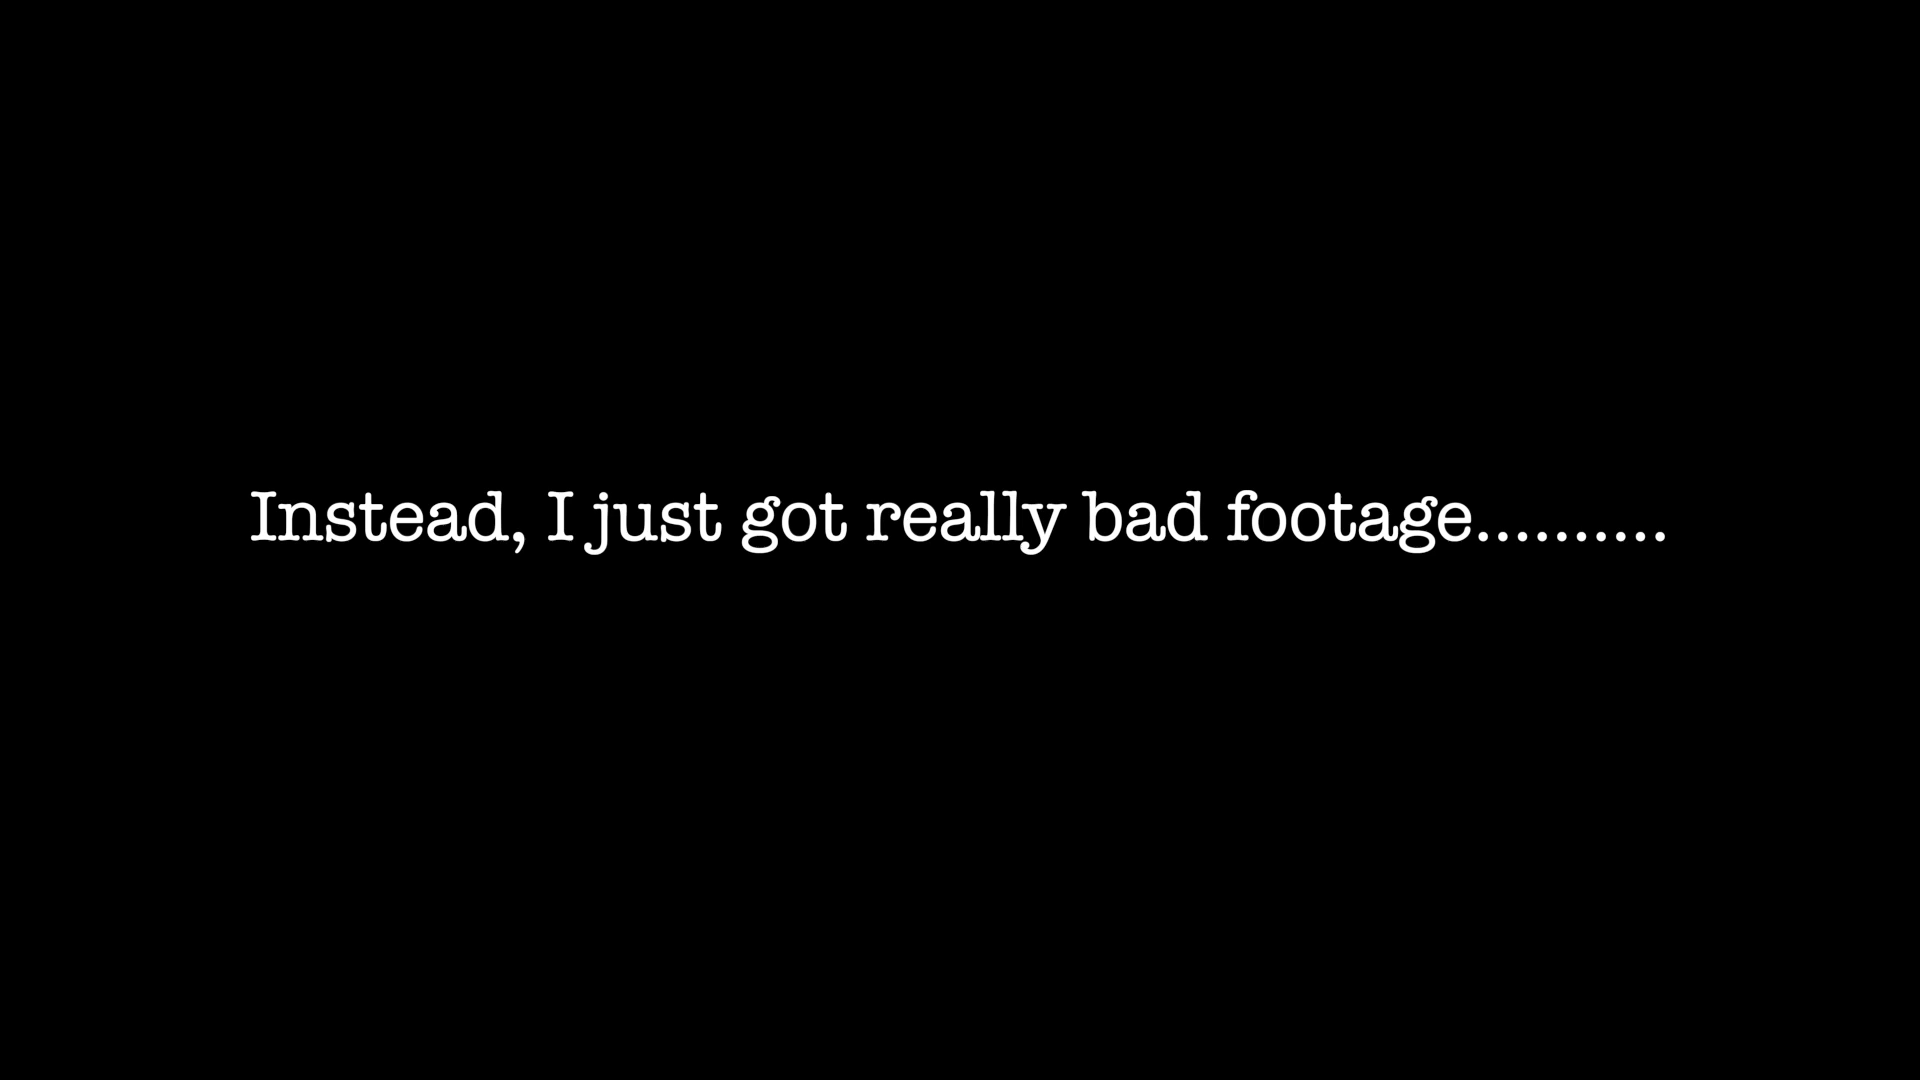 Instead, I just got really bad footage..........